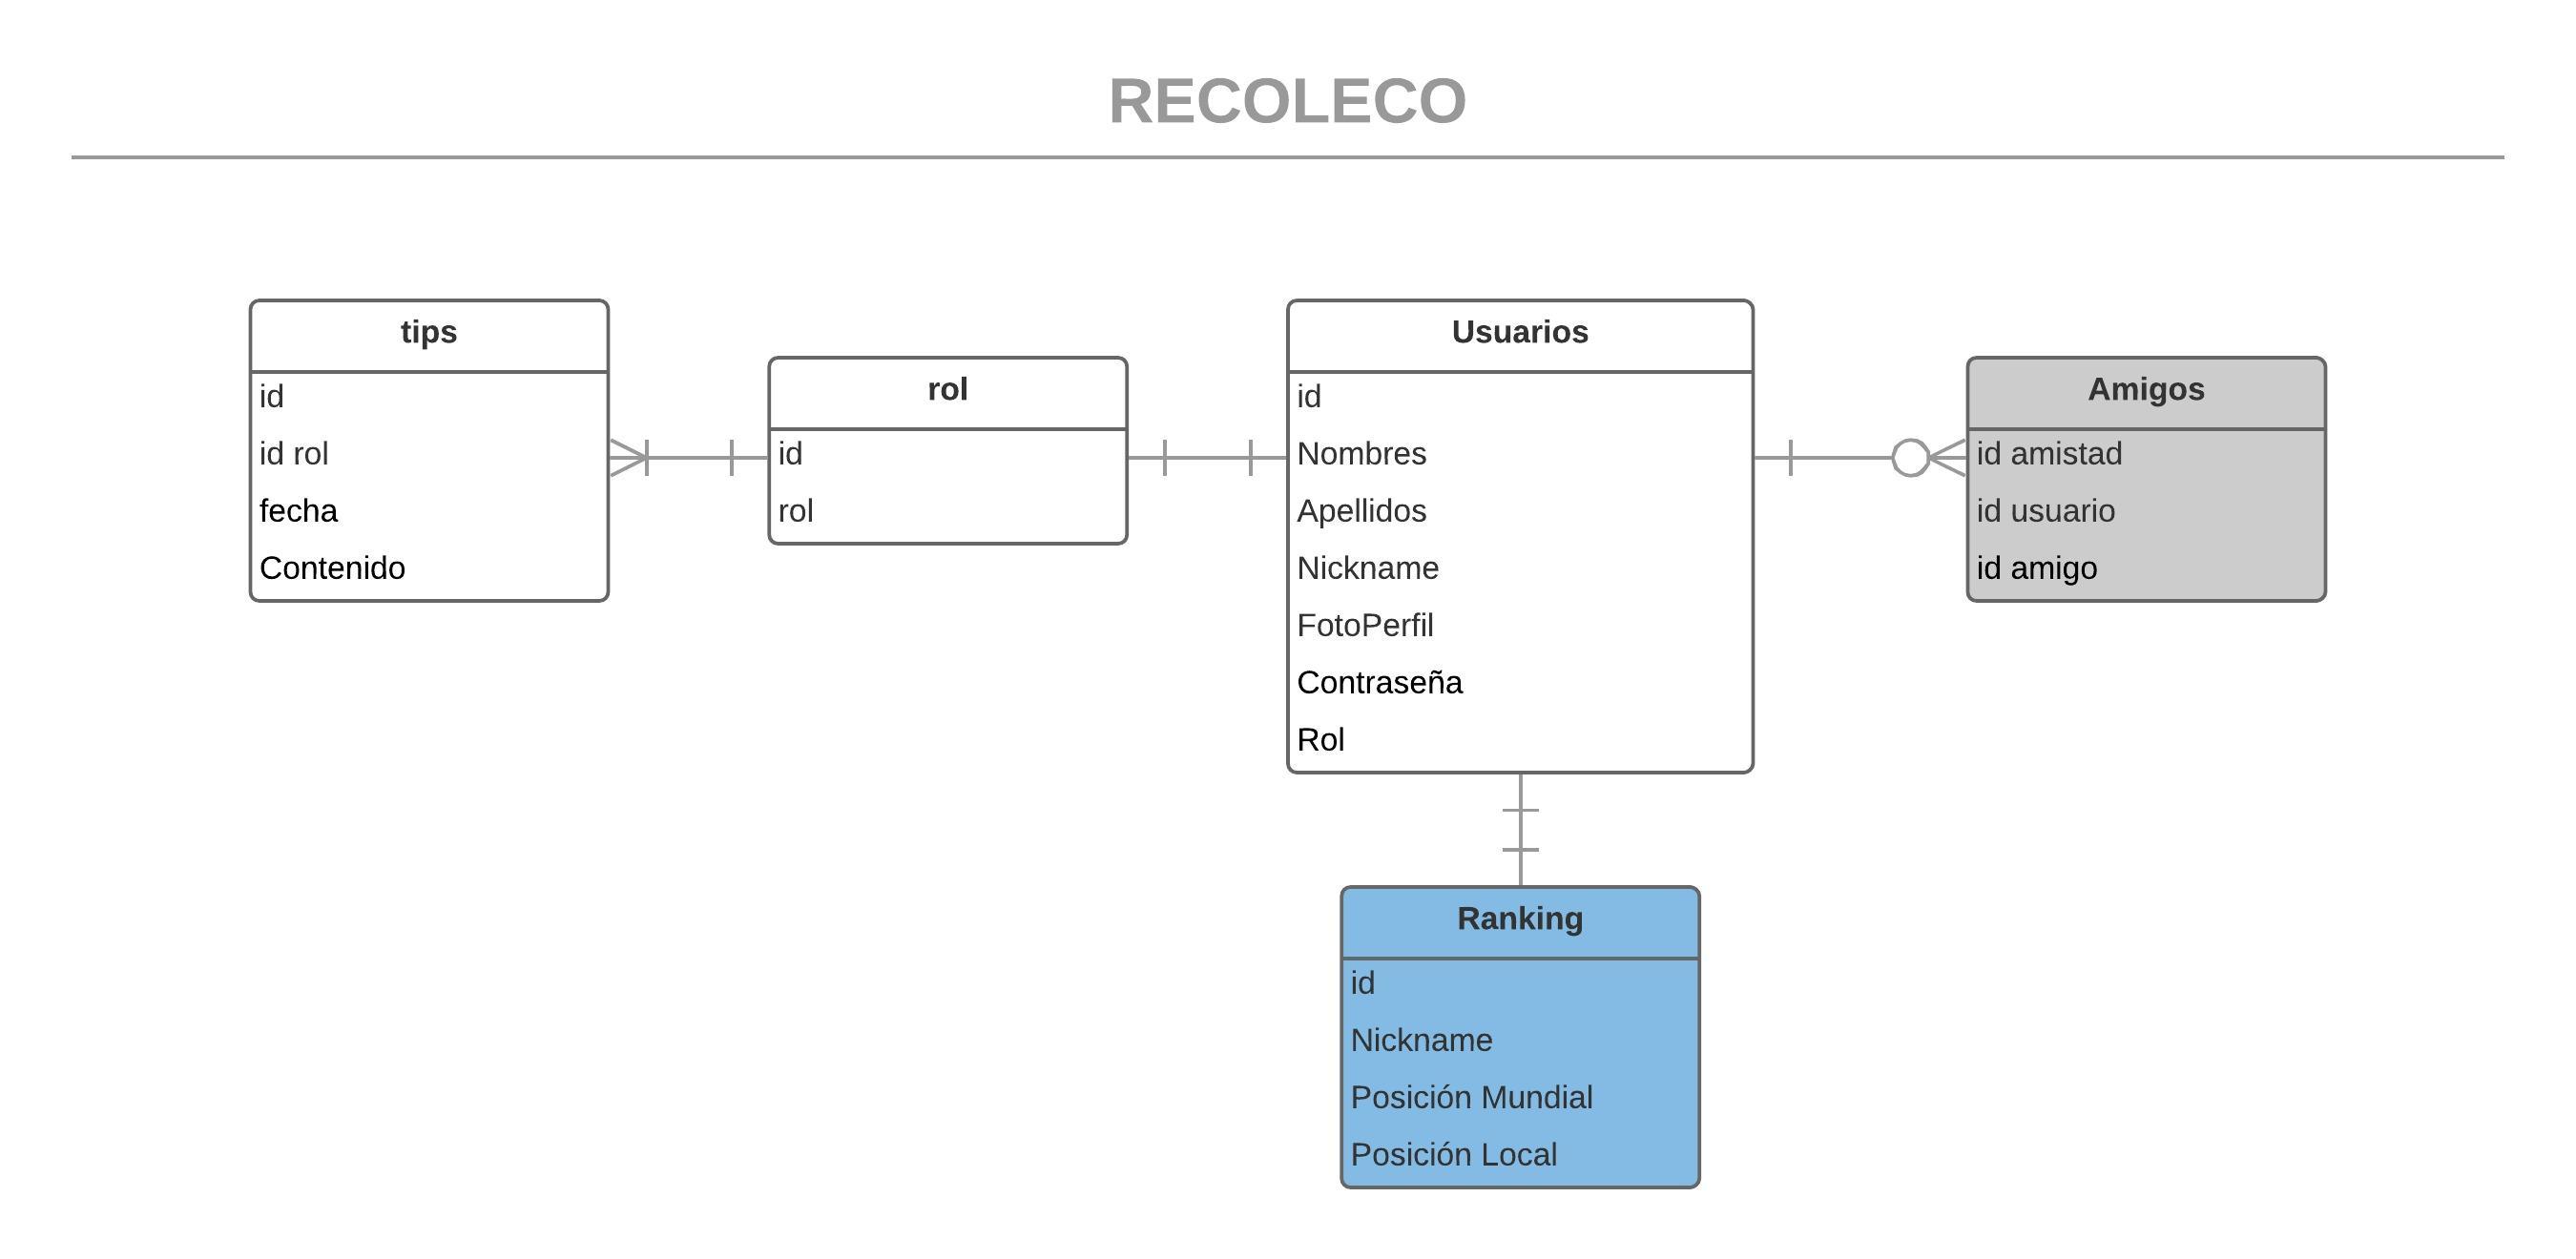 RECOLECO
tips
id
id rol
fecha
Contenido
rol
id
rol
Usuarios
id
Nombres
Apellidos
Nickname
FotoPerfil
Contraseña
Rol
Amigos
id amistad
id usuario
id amigo
Ranking
id
Nickname
Posición Mundial
Posición Local